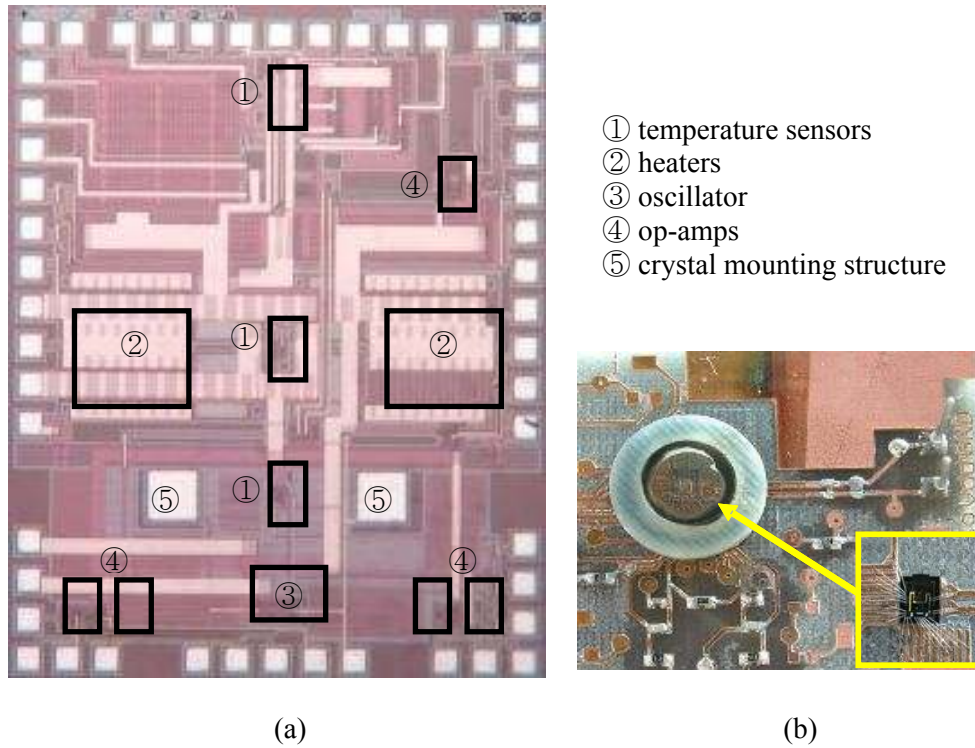 ①
④
② ① ②
⑤ ① ⑤
④ ④
③
① temperature sensors
② heaters
③ oscillator
④ op-amps
⑤ crystal mounting structure
(a)
(b)